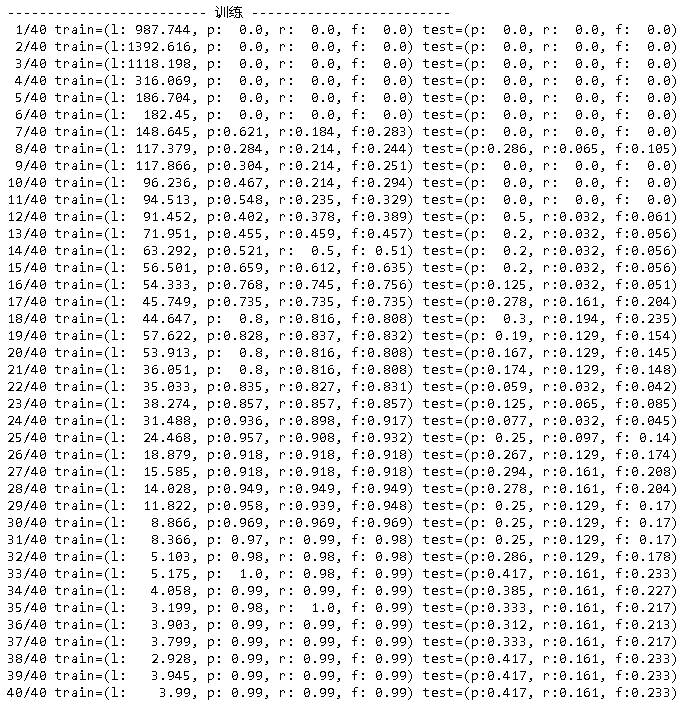 ------------------------ 训练 ------------------------
1/40 train=(l: 987.744, p:  0.0, r:  0.0, f:  0.0) test=(p:  0.0, r:  0.0, f:  0.0)
2/40 train=(l:1392.616, p:  0.0, r:  0.0, f:  0.0) test=(p:  0.0, r:  0.0, f:  0.0)
3/40 train=(l:1118.198, p:  0.0, r:  0.0, f:  0.0) test=(p:  0.0, r:  0.0, f:  0.0)
4/40 train=(l: 316.069, p:  0.0, r:  0.0, f:  0.0) test=(p:  0.0, r:  0.0, f:  0.0)
5/40 train=(l: 186.704, p:  0.0, r:  0.0, f:  0.0) test=(p:  0.0, r:  0.0, f:  0.0)
6/40 train=(l:  182.45, p:  0.0, r:  0.0, f:  0.0) test=(p:  0.0, r:  0.0, f:  0.0)
7/40 train=(l: 148.645, p:0.621, r:0.184, f:0.283) test=(p:  0.0, r:  0.0, f:  0.0)
8/40 train=(l: 117.379, p:0.284, r:0.214, f:0.244) test=(p:0.286, r:0.065, f:0.105)
9/40 train=(l: 117.866, p:0.304, r:0.214, f:0.251) test=(p:  0.0, r:  0.0, f:  0.0)
10/40 train=(l:  96.236, p:0.467, r:0.214, f:0.294) test=(p:  0.0, r:  0.0, f:  0.0)
11/40 train=(l:  94.513, p:0.548, r:0.235, f:0.329) test=(p:  0.0, r:  0.0, f:  0.0)
12/40 train=(l:  91.452, p:0.402, r:0.378, f:0.389) test=(p:  0.5, r:0.032, f:0.061)
13/40 train=(l:  71.951, p:0.455, r:0.459, f:0.457) test=(p:  0.2, r:0.032, f:0.056)
14/40 train=(l:  63.292, p:0.521, r:  0.5, f: 0.51) test=(p:  0.2, r:0.032, f:0.056)
15/40 train=(l:  56.501, p:0.659, r:0.612, f:0.635) test=(p:  0.2, r:0.032, f:0.056)
16/40 train=(l:  54.333, p:0.768, r:0.745, f:0.756) test=(p:0.125, r:0.032, f:0.051)
17/40 train=(l:  45.749, p:0.735, r:0.735, f:0.735) test=(p:0.278, r:0.161, f:0.204)
18/40 train=(l:  44.647, p:  0.8, r:0.816, f:0.808) test=(p:  0.3, r:0.194, f:0.235)
19/40 train=(l:  57.622, p:0.828, r:0.837, f:0.832) test=(p: 0.19, r:0.129, f:0.154)
20/40 train=(l:  53.913, p:  0.8, r:0.816, f:0.808) test=(p:0.167, r:0.129, f:0.145)
21/40 train=(l:  36.051, p:  0.8, r:0.816, f:0.808) test=(p:0.174, r:0.129, f:0.148)
22/40 train=(l:  35.033, p:0.835, r:0.827, f:0.831) test=(p:0.059, r:0.032, f:0.042)
23/40 train=(l:  38.274, p:0.857, r:0.857, f:0.857) test=(p:0.125, r:0.065, f:0.085)
24/40 train=(l:  31.488, p:0.936, r:0.898, f:0.917) test=(p:0.077, r:0.032, f:0.045)
25/40 train=(l:  24.468, p:0.957, r:0.908, f:0.932) test=(p: 0.25, r:0.097, f: 0.14)
26/40 train=(l:  18.879, p:0.918, r:0.918, f:0.918) test=(p:0.267, r:0.129, f:0.174)
27/40 train=(l:  15.585, p:0.918, r:0.918, f:0.918) test=(p:0.294, r:0.161, f:0.208)
28/40 train=(l:  14.028, p:0.949, r:0.949, f:0.949) test=(p:0.278, r:0.161, f:0.204)
29/40 train=(l:  11.822, p:0.958, r:0.939, f:0.948) test=(p: 0.25, r:0.129, f: 0.17)
30/40 train=(l:   8.866, p:0.969, r:0.969, f:0.969) test=(p: 0.25, r:0.129, f: 0.17)
31/40 train=(l:   8.366, p: 0.97, r: 0.99, f: 0.98) test=(p: 0.25, r:0.129, f: 0.17)
32/40 train=(l:   5.103, p: 0.98, r: 0.98, f: 0.98) test=(p:0.286, r:0.129, f:0.178)
33/40 train=(l:   5.175, p:  1.0, r: 0.98, f: 0.99) test=(p:0.417, r:0.161, f:0.233)
34/40 train=(l:   4.058, p: 0.99, r: 0.99, f: 0.99) test=(p:0.385, r:0.161, f:0.227)
35/40 train=(l:   3.199, p: 0.98, r:  1.0, f: 0.99) test=(p:0.333, r:0.161, f:0.217)
36/40 train=(l:   3.903, p: 0.99, r: 0.99, f: 0.99) test=(p:0.312, r:0.161, f:0.213)
37/40 train=(l:   3.799, p: 0.99, r: 0.99, f: 0.99) test=(p:0.333, r:0.161, f:0.217)
38/40 train=(l:   2.928, p: 0.99, r: 0.99, f: 0.99) test=(p:0.417, r:0.161, f:0.233)
39/40 train=(l:   3.945, p: 0.99, r: 0.99, f: 0.99) test=(p:0.417, r:0.161, f:0.233)
40/40 train=(l:    3.99, p: 0.99, r: 0.99, f: 0.99) test=(p:0.417, r:0.161, f:0.233)